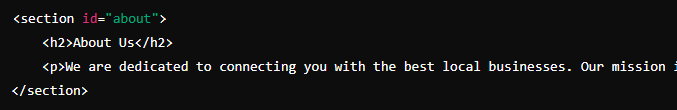 <section id="about">
<h2>About Us</h2>
<p>We are dedicated to connecting you with the best local businesses. Our mission
</section>